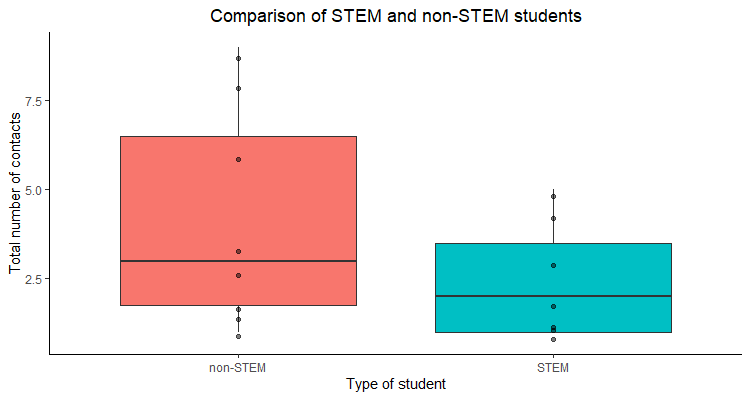 Comparison of STEM and non-STEM students
Total number of contacts
7.5
5.0
2.5
non-STEM
STEM
Type of student